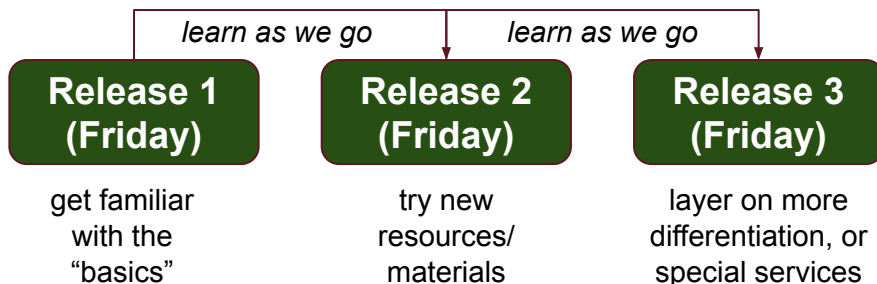 learn as we go
learn as we go
Release 1
(Friday)
Release 2
(Friday)
Release 3
(Friday)
get familiar
with the
“basics”
try new
resources/
materials
layer on more
differentiation, or
special services